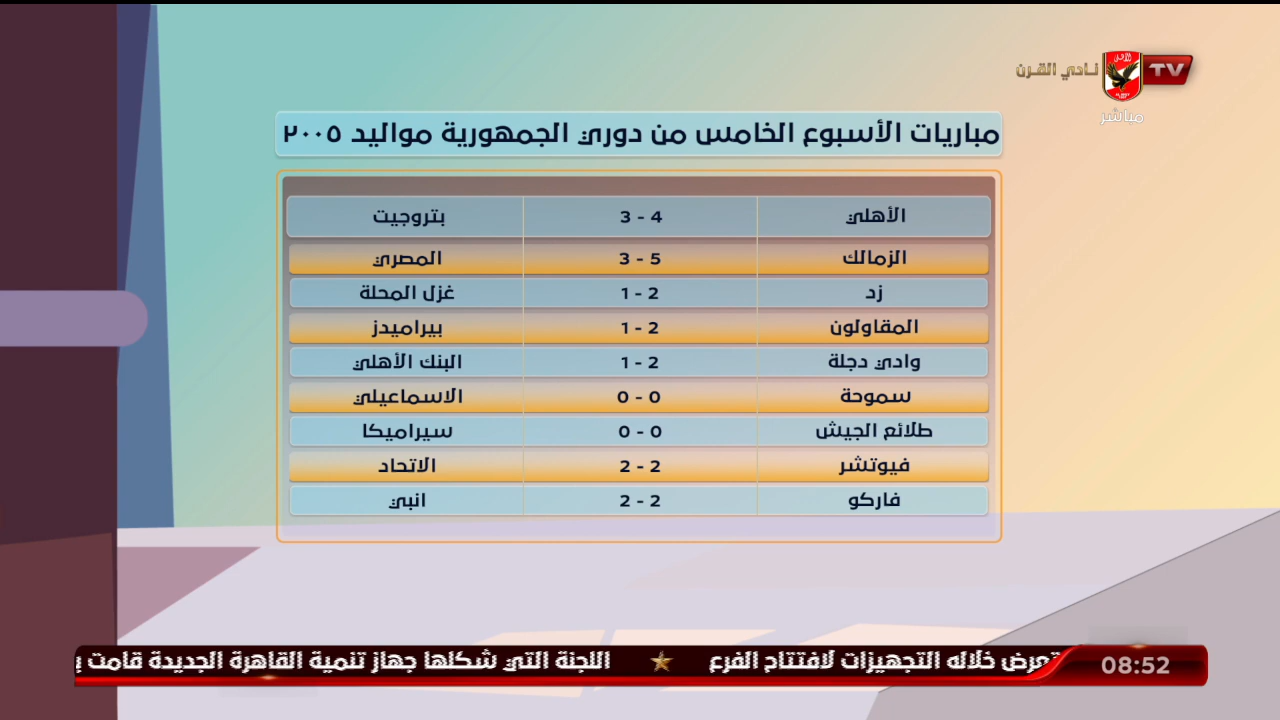 TV
نادي القرن
مباشر
مباريات الأسبوع الخامس من دوري الجمهورية مواليد ٢٠٠٥
الأهلي 3 - 4 بتروجيت
الزمالك 3 - 5 المصري
زد 1 - 2 غزل المحلة
المقاولون 1 - 2 بيراميدز
وادي دجلة 1 - 2 البنك الأهلي
سموحة 0 - 0 الاسماعيلي
طلائع الجيش 0 - 0 سيراميكا
فيوتشر 2 - 2 الاتحاد
فاركو 2 - 2 انبي
08:52
تعرض خلاله التجهيزات لافتتاح الفرع اللجنة التي شكلها جهاز تنمية القاهرة الجديدة قامت